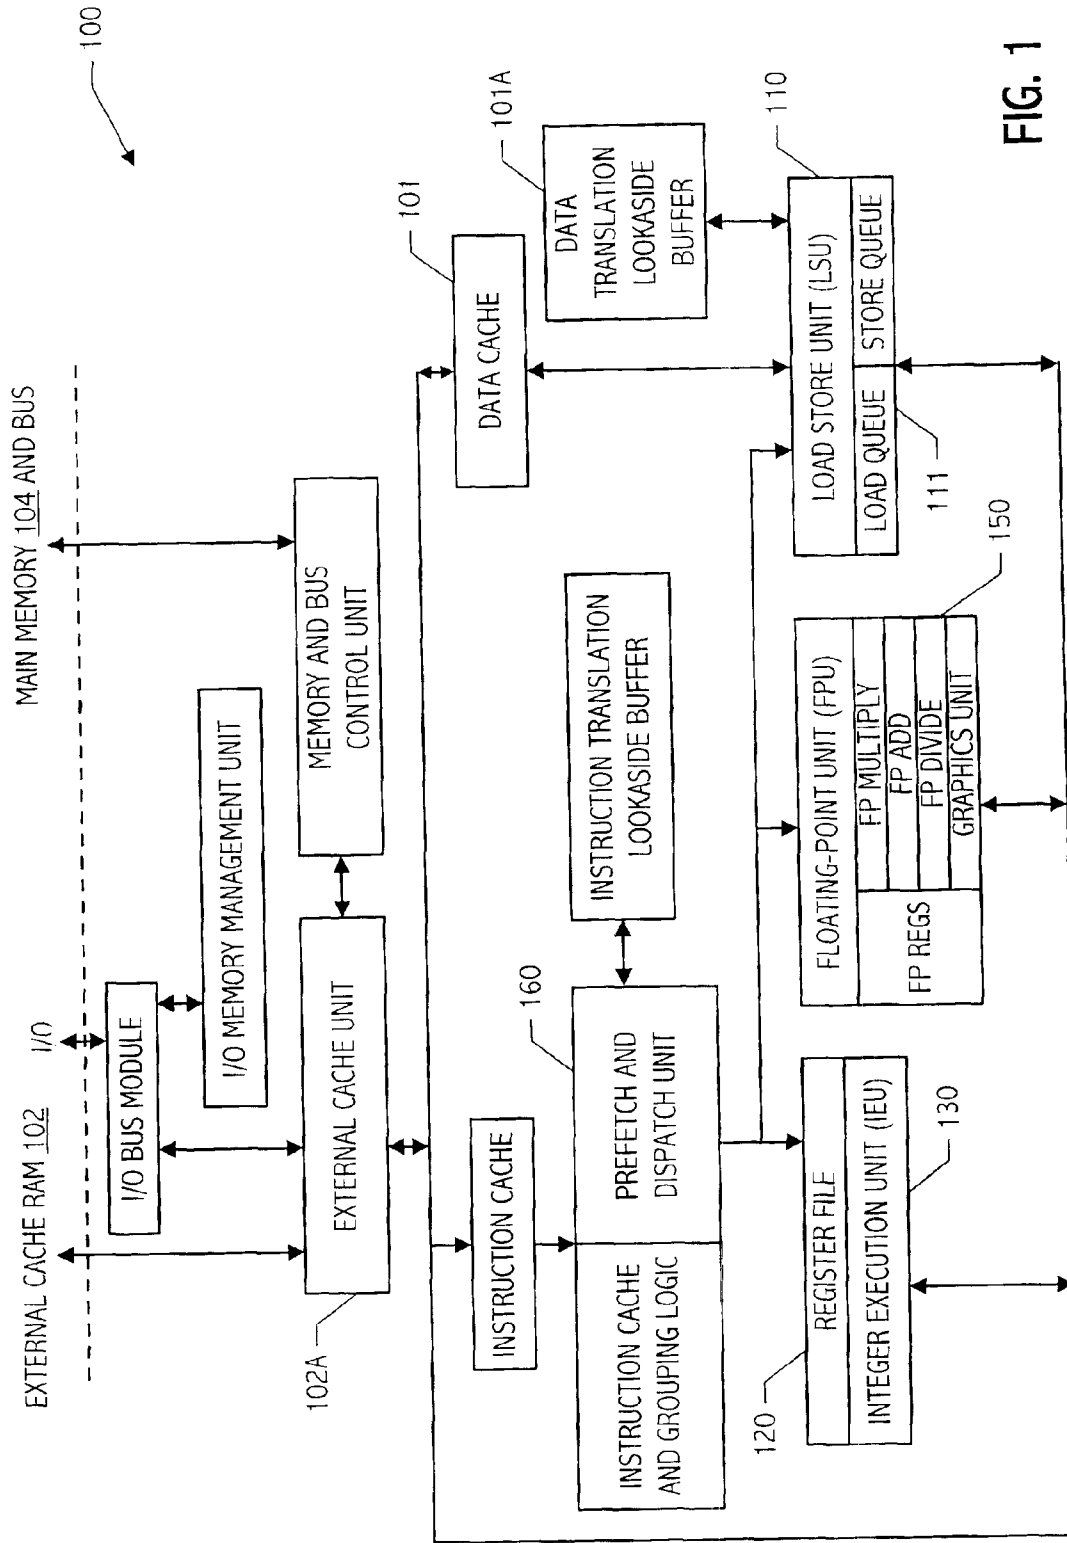 100
EXTERNAL CACHE RAM 102
I/O
MAIN MEMORY 104 AND BUS
I/O BUS MODULE
I/O MEMORY MANAGEMENT UNIT
102A
EXTERNAL CACHE UNIT
MEMORY AND BUS
CONTROL UNIT
101
DATA CACHE
101A
DATA
TRANSLATION
LOOKASIDE
BUFFER
INSTRUCTION CACHE
160
INSTRUCTION CACHE
AND GROUPING LOGIC
PREFETCH AND
DISPATCH UNIT
INSTRUCTION TRANSLATION
LOOKASIDE BUFFER
120
REGISTER FILE
INTEGER EXECUTION UNIT (IEU)
130
FLOATING-POINT UNIT (FPU)
FP REGS
FP MULTIPLY
FP ADD
FP DIVIDE
GRAPHICS UNIT
150
110
LOAD STORE UNIT (LSU)
LOAD QUEUE
STORE QUEUE
111
FIG. 1